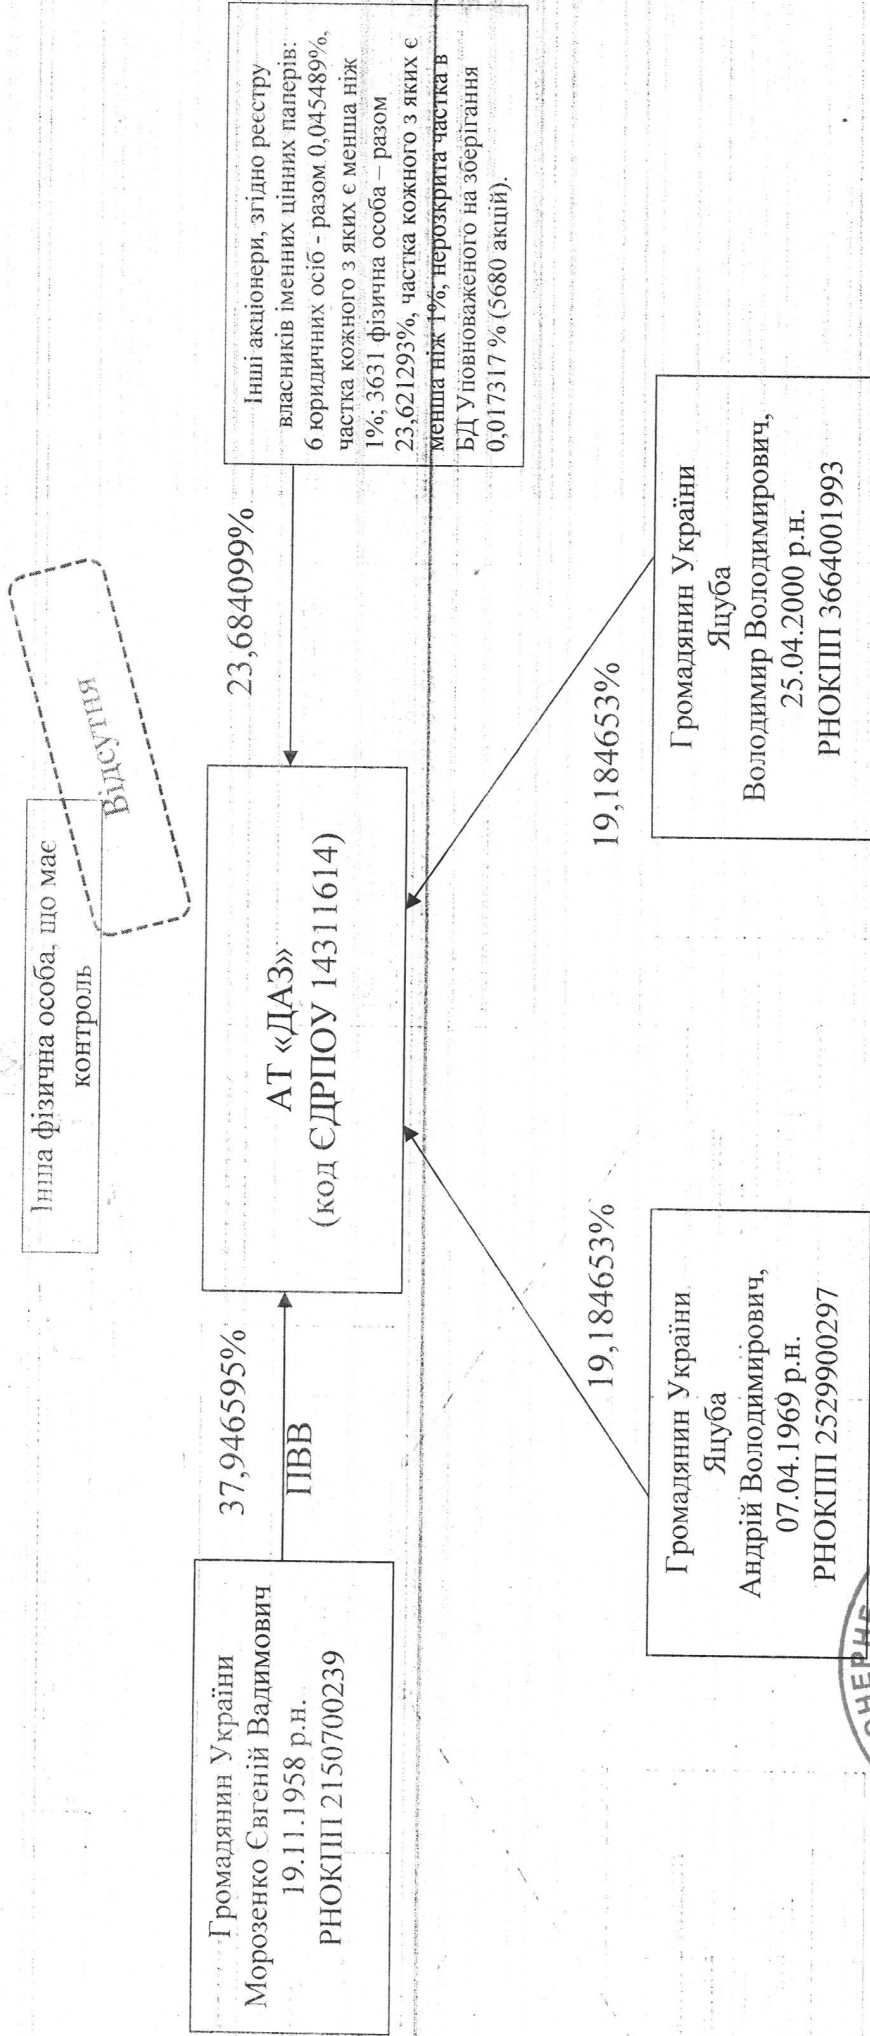 Інша фізична особа, що має
контроль
Відсутня
Громадянин України
Морозенко Євгеній Вадимович
19.11.1958 р.н.
РНОКПП 2150700239
37,946595%
ПВВ
АТ «ДАЗ»
(код ЄДРПОУ 14311614)
23,684099%
Інші акціонери, згідно реєстру
власників іменних цінних паперів:
6 юридичних осіб - разом 0,045489%,
частка кожного з яких є менша ніж
1%; 3631 фізична особа – разом
23,621293%, частка кожного з яких є
менша ніж 1%; нерозкрита частка в
БД Уповноваженого на зберігання
0,017317 % (5680 акцій).
19,184653%
Громадянин України
Яцуба
Андрій Володимирович,
07.04.1969 р.н.
РНОКПП 2529900297
19,184653%
Громадянин України
Яцуба
Володимир Володимирович,
25.04.2000 р.н.
РНОКПП 3664001993